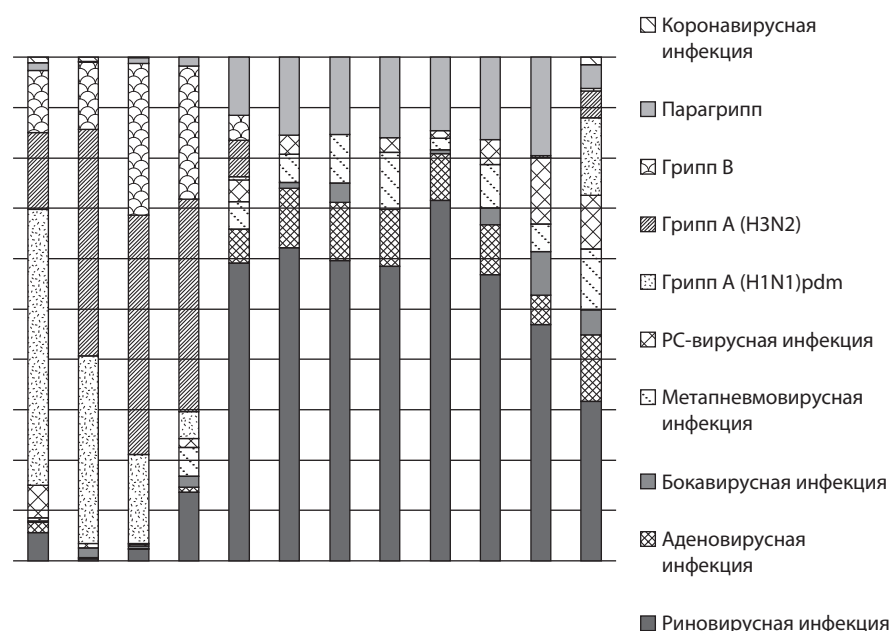 Коронавирусная
инфекция
Парагрипп
Грипп B
Грипп A (H3N2)
Грипп A (H1N1)pdm
РС-вирусная инфекция
Метапневмовирусная
инфекция
Бокавирусная инфекция
Аденовирусная
инфекция
Риновирусная инфекция